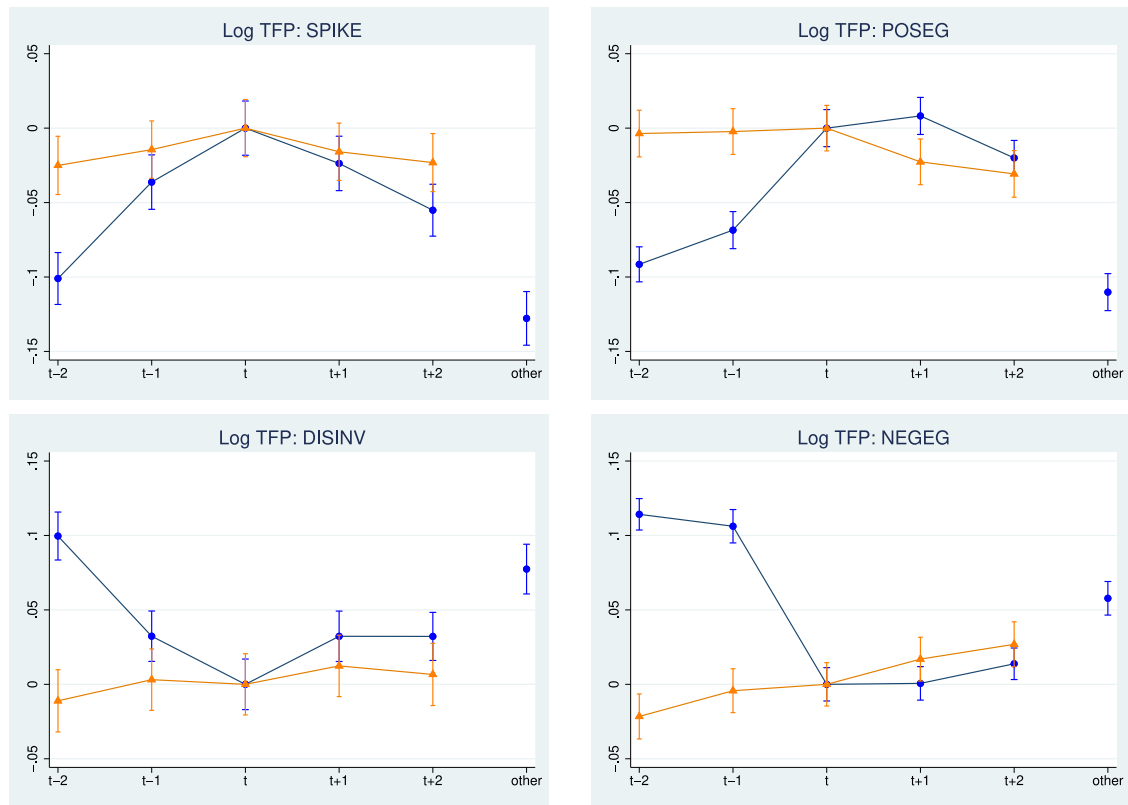 Log TFP: SPIKE
.05
0
-.05
-.1
-.15
t-2 t-1 t t+1 t+2 other
Log TFP: POSEG
.05
0
-.05
-.1
-.15
t-2 t-1 t t+1 t+2 other
Log TFP: DISINV
.15
.1
.05
0
-.05
t-2 t-1 t t+1 t+2 other
Log TFP: NEGEG
.15
.1
.05
0
-.05
t-2 t-1 t t+1 t+2 other